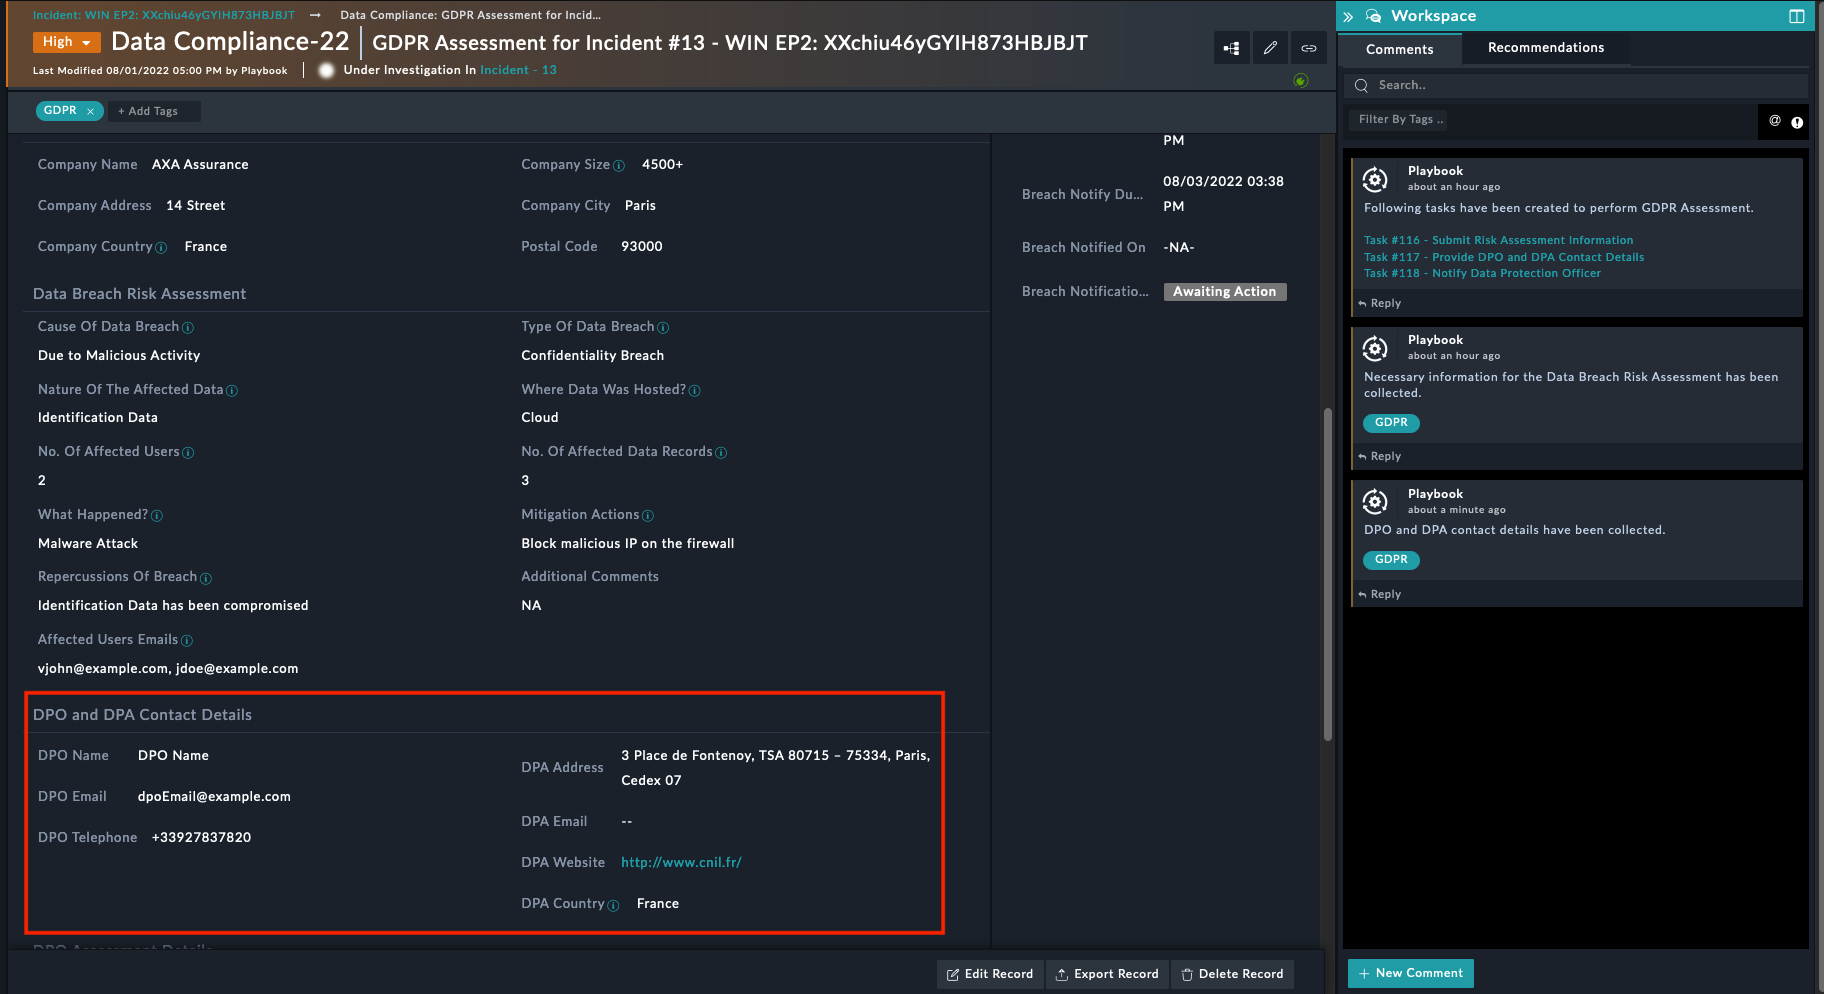 Incident: WIN EP2: XXchiu46yGYIH873HBJBJT → Data Compliance: GDPR Assessment for Incid...
High Data Compliance-22 GDPR Assessment for Incident #13 - WIN EP2: XXchiu46yGYIH873HBJBJT
Last Modified 08/01/2022 05:00 PM by Playbook Under Investigation In Incident - 13
GDPR × + Add Tags
Company Name AXA Assurance
Company Size 4500+
Company Address 14 Street
Company City Paris
Company Country France
Postal Code 93000
Data Breach Risk Assessment
Cause Of Data Breach
Due to Malicious Activity
Type Of Data Breach
Confidentiality Breach
Nature Of The Affected Data
Identification Data
Where Data Was Hosted?
Cloud
No. Of Affected Users
2
No. Of Affected Data Records
3
What Happened?
Malware Attack
Mitigation Actions
Block malicious IP on the firewall
Repercussions Of Breach
Identification Data has been compromised
Additional Comments
NA
Affected Users Emails
vjohn@example.com, jdoe@example.com
DPO and DPA Contact Details
DPO Name DPO Name
DPO Email dpoEmail@example.com
DPO Telephone +33927837820
DPA Address 3 Place de Fontenoy, TSA 80715 – 75334, Paris,
Cedex 07
DPA Email --
DPA Website http://www.cnil.fr/
DPA Country France
DPO Assessment Details
PM
Breach Notify Du... 08/03/2022 03:38
PM
Breach Notified On -NA-
Breach Notificatio... Awaiting Action
Edit Record Export Record Delete Record
Workspace
Comments Recommendations
Search..
Filter By Tags ..
@
Playbook
about an hour ago
Following tasks have been created to perform GDPR Assessment.
Task #116 - Submit Risk Assessment Information
Task #117 - Provide DPO and DPA Contact Details
Task #118 - Notify Data Protection Officer
Reply
Playbook
about an hour ago
Necessary information for the Data Breach Risk Assessment has been
collected.
GDPR
Reply
Playbook
about a minute ago
DPO and DPA contact details have been collected.
GDPR
Reply
+ New Comment